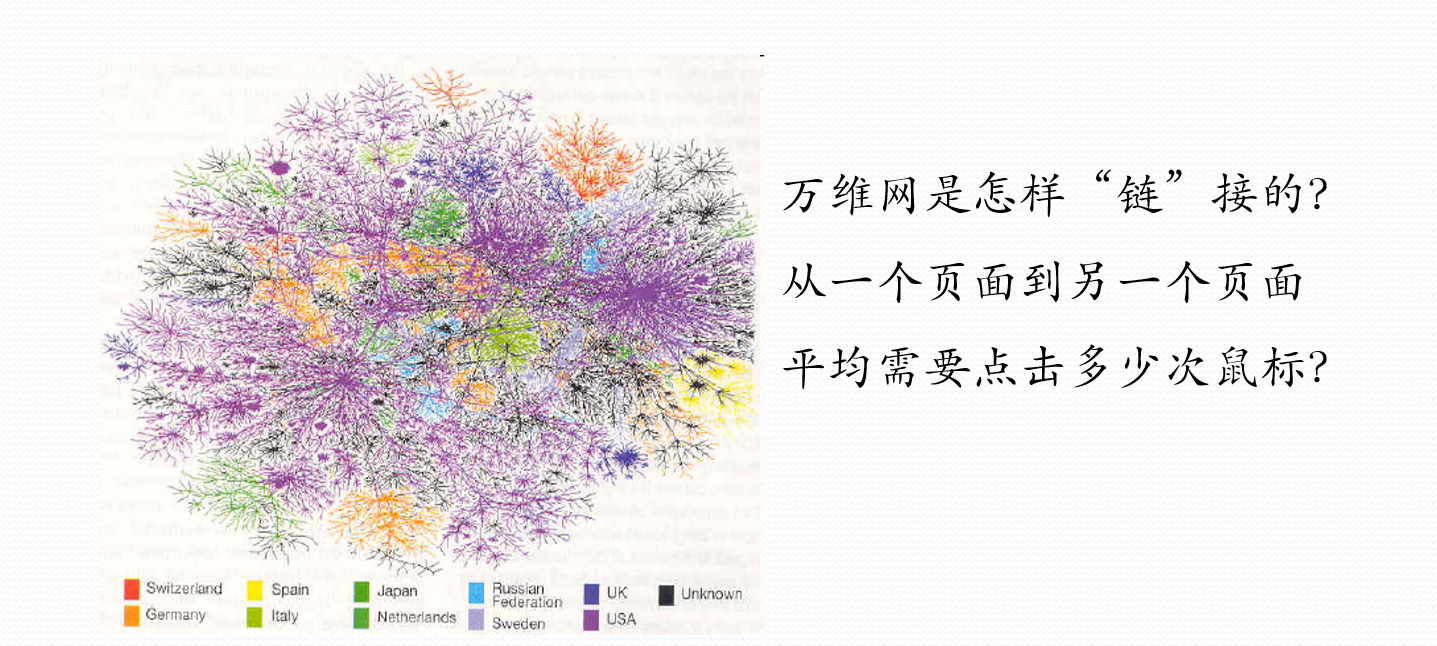 万维网是怎样“链”接的?
从一个页面到另一个页面
平均需要点击多少次鼠标?
Switzerland
Germany
Spain
Italy
Japan
Netherlands
Russian
Federation
Sweden
UK
USA
Unknown